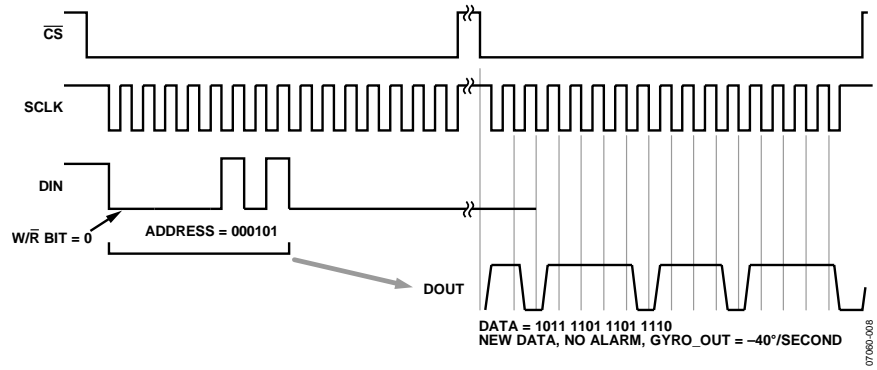 CS
SCLK
DIN
W/R BIT = 0
ADDRESS = 000101
DOUT
DATA = 1011 1101 1101 1110
NEW DATA, NO ALARM, GYRO_OUT = –40°/SECOND
07060-008